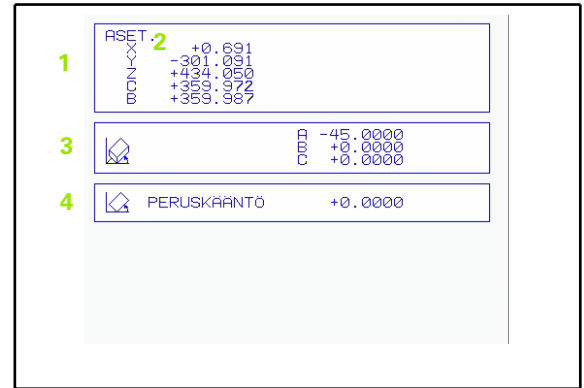 ASET.
2
1
X +0.691
Y -301.091
Z +434.050
C +359.972
B +359.987
3
A -45.0000
B +0.0000
C +0.0000
4
PERUSKÄÄNTÖ +0.0000